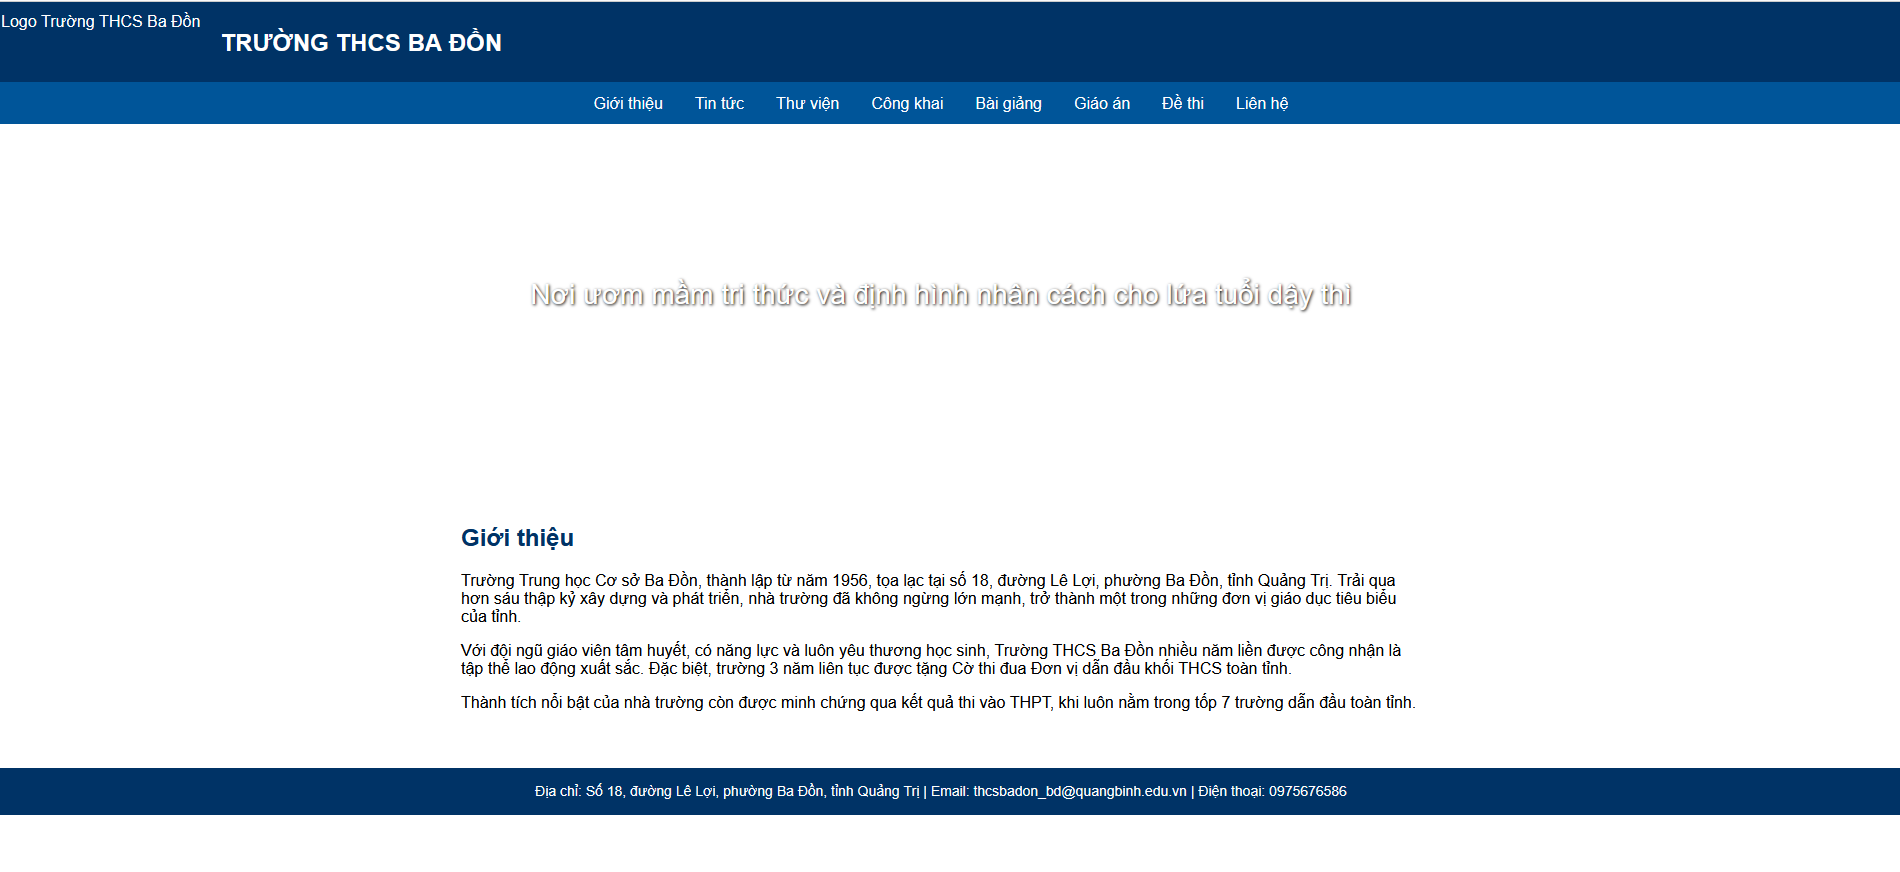 Logo Trường THCS Ba Đồn
TRƯỜNG THCS BA ĐỒN
Giới thiệu Tin tức Thư viện Công khai Bài giảng Giáo án Đề thi Liên hệ
Nơi ươm mầm tri thức và định hình nhân cách cho lứa tuổi dậy thì
Giới thiệu
Trường Trung học Cơ sở Ba Đồn, thành lập từ năm 1956, tọa lạc tại số 18, đường Lê Lợi, phường Ba Đồn, tỉnh Quảng Trị. Trải qua
hơn sáu thập kỷ xây dựng và phát triển, nhà trường đã không ngừng lớn mạnh, trở thành một trong những đơn vị giáo dục tiêu biểu
của tỉnh.
Với đội ngũ giáo viên tâm huyết, có năng lực và luôn yêu thương học sinh, Trường THCS Ba Đồn nhiều năm liền được công nhận là
tập thể lao động xuất sắc. Đặc biệt, trường 3 năm liên tục được tặng Cờ thi đua Đơn vị dẫn đầu khối THCS toàn tỉnh.
Thành tích nổi bật của nhà trường còn được minh chứng qua kết quả thi vào THPT, khi luôn nằm trong tốp 7 trường dẫn đầu toàn tỉnh.
Địa chỉ: Số 18, đường Lê Lợi, phường Ba Đồn, tỉnh Quảng Trị | Email: thcsbadon_bd@quangbinh.edu.vn | Điện thoại: 0975676586